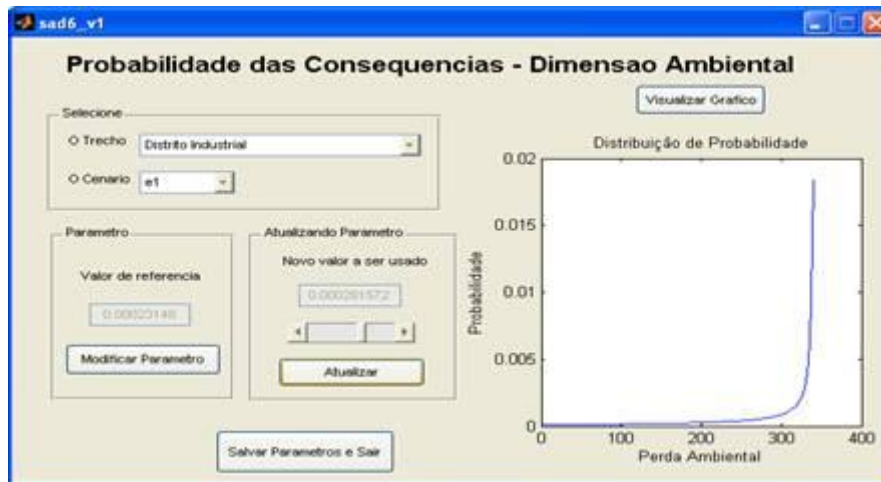 sad6_v1
Probabilidade das Consequencias - Dimensao Ambiental
Selecione
O Trecho Distrito Industrial
O Cenario e1
Parametro
Valor de referencia
0.00023148
Modificar Parametro
Atualizando Parametro
Novo valor a ser usado
0.000281572
Atualizar
Salvar Parametros e Sair
Visualizar Grafico
Distribuição de Probabilidade
Probabilidade
0.02
0.015
0.01
0.005
0
0 100 200 300 400
Perda Ambiental